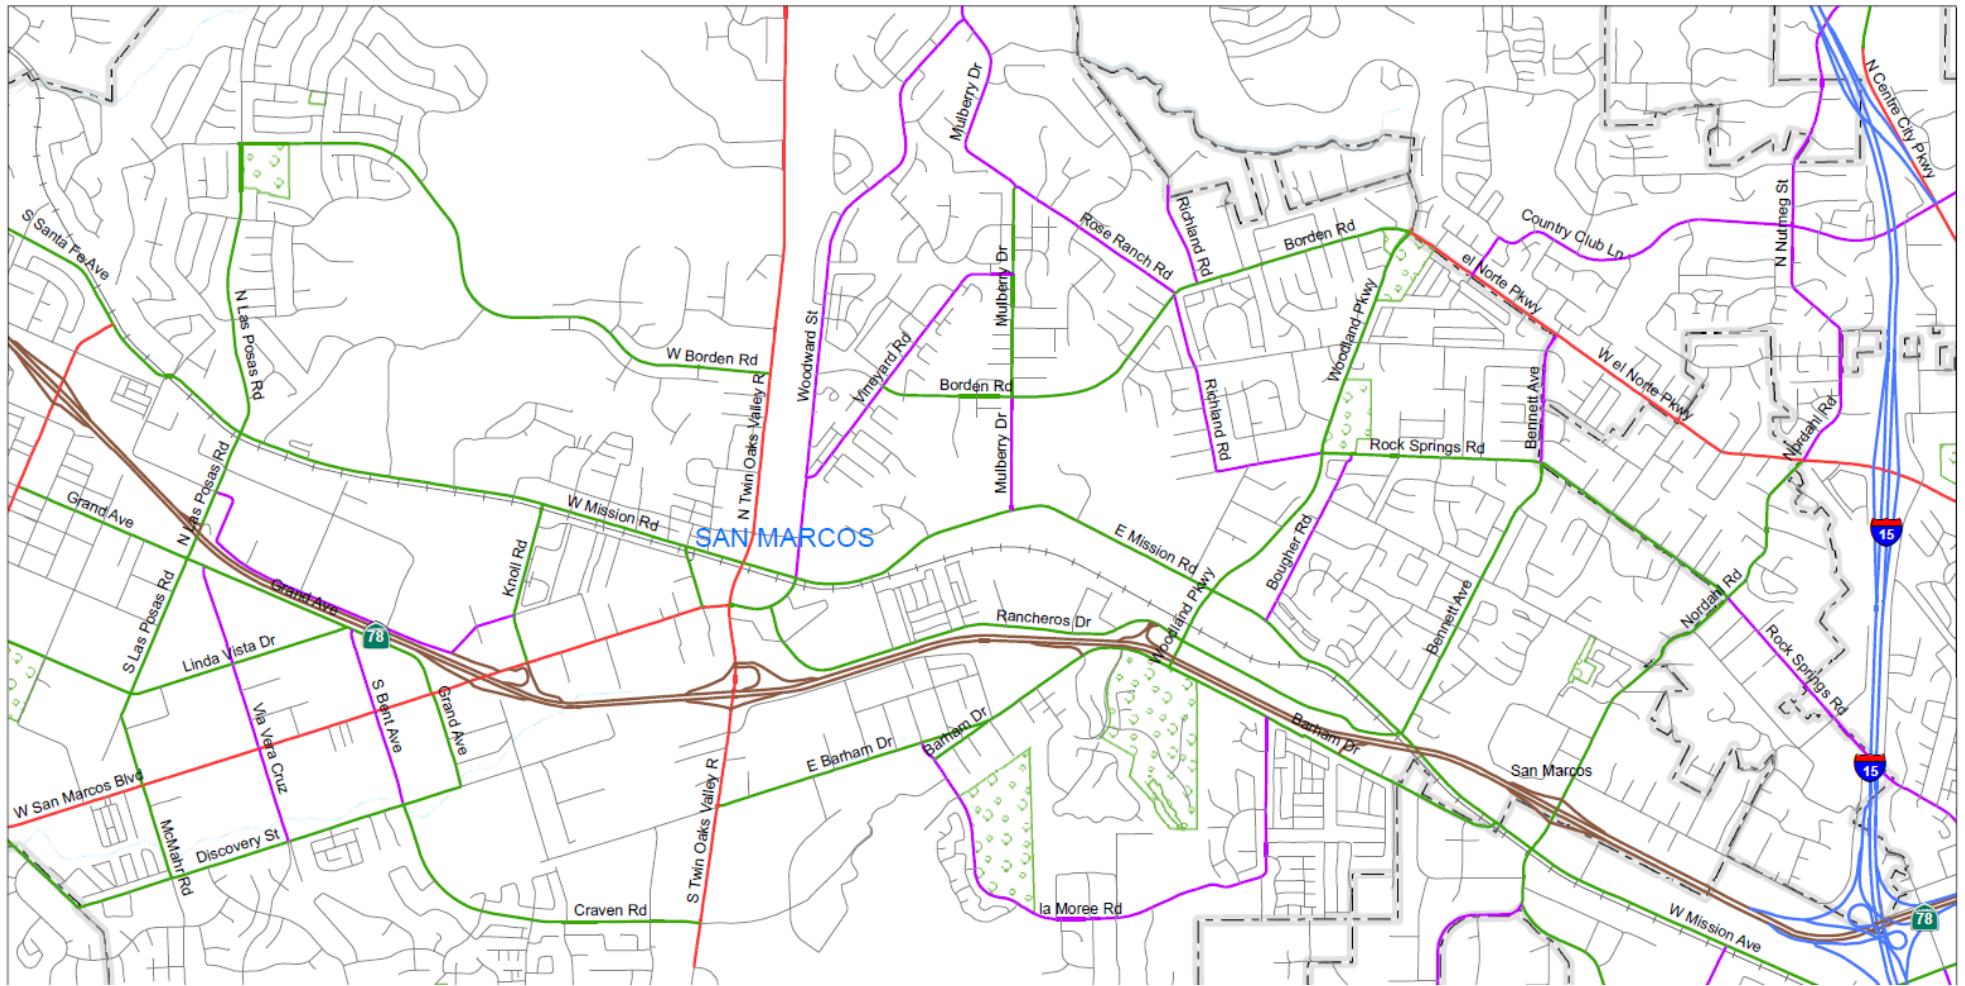 Mulberry Dr
N Centre City Pkwy
S Santa Fe Ave
Rose Ranch Rd
Richland Rd
Borden Rd
Country Club Ln
N Nutmeg St
N Las Posas Rd
Mulberry Dr
el Norte Pkwy
Woodland Pkwy
W Borden Rd
Woodward St
Vineyard Rd
Borden Rd
W el Norte Pkwy
N Twin Oaks Valley R
Richland Rd
Bennett Ave
Nordahl Rd
Mulberry Dr
Rock Springs Rd
Grand Ave
N Las Posas Rd
W Mission Rd
SAN MARCOS
E Mission Rd
15
Knoll Rd
Bougher Rd
S Las Posas Rd
Grand Ave
78
Linda Vista Dr
Rancheros Dr
Woodland Pkwy
Bennett Ave
Nordahl Rd
Rock Springs Rd
Via Vera Cruz
S Bent Ave
Grand Ave
Barham Dr
E Barham Dr
Barham Dr
San Marcos
15
W San Marcos Blvd
McMahr Rd
Discovery St
S Twin Oaks Valley R
Craven Rd
la Moree Rd
W Mission Ave
78